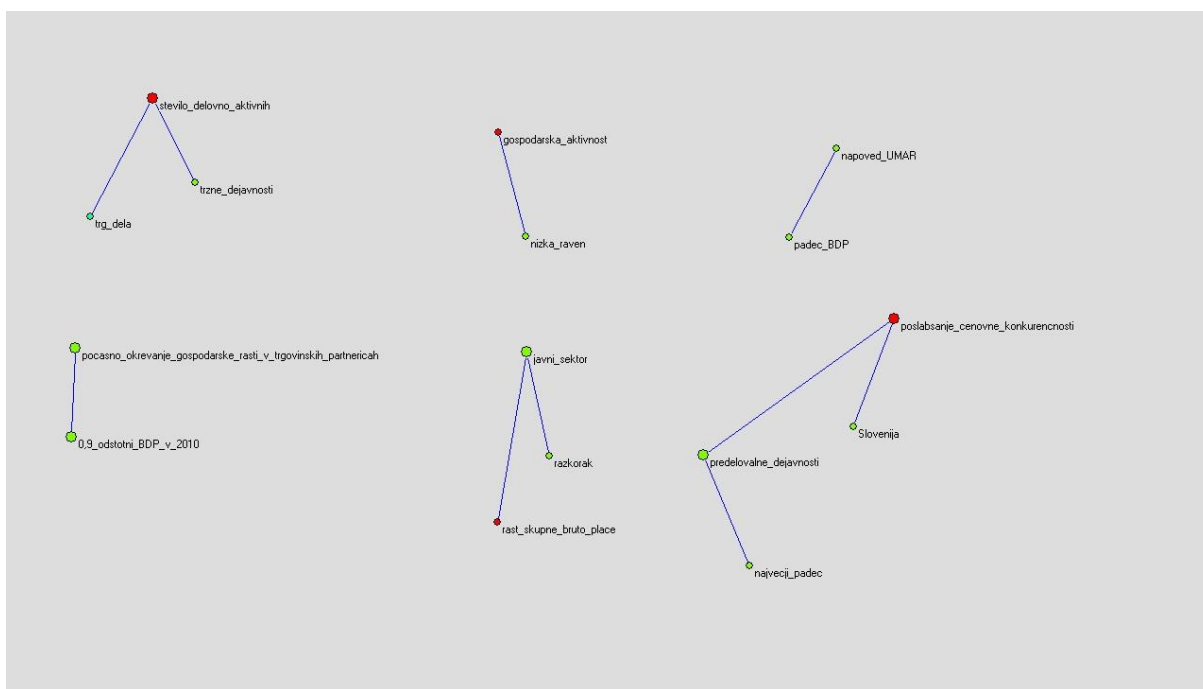 stevilo_delovno_aktivnih
trzne_dejavnosti
trg_dela
gospodarska_aktivnost
nizka_raven
napoved_UMAR
padec_BDP
pocasno_okrevanje_gospodarske_rasti_v_trgovinskih_partnericah
0,9_odstotni_BDP_v_2010
javni_sektor
razkorak
rast_skupne_bruto_place
poslabsanje_cenovne_konkurencnosti
Slovenija
predelovalne_dejavnosti
najvecji_padec